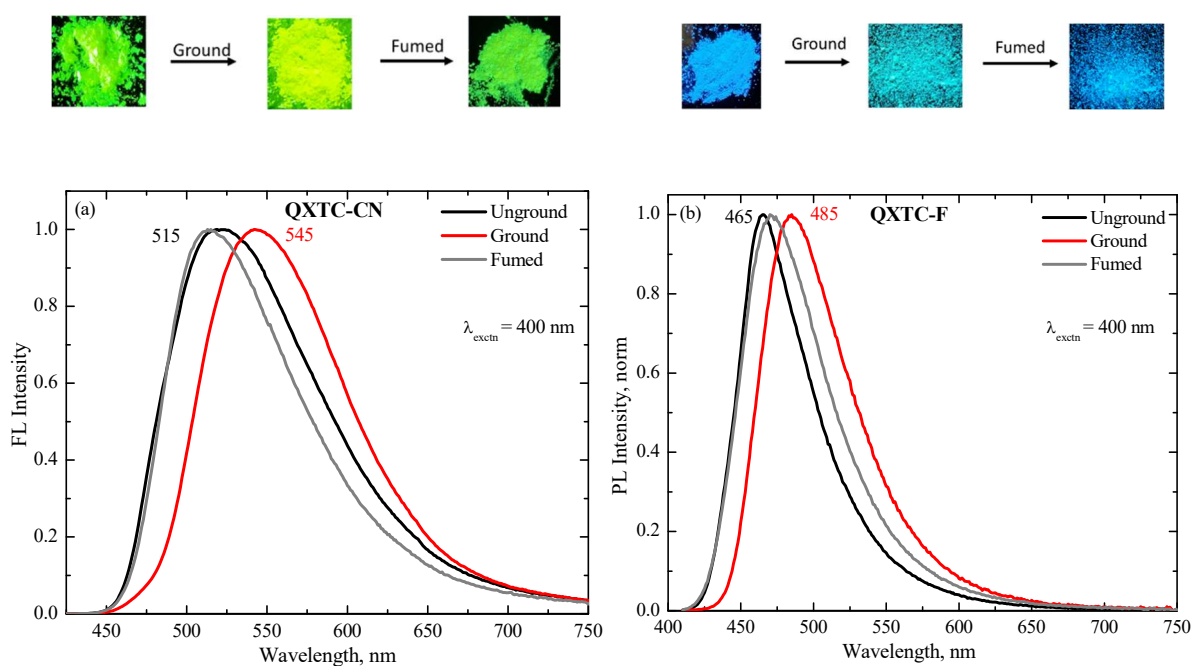 Ground
Fumed
Ground
Fumed
(a)
QXTC-CN
515
545
Unground
Ground
Fumed
λexctn = 400 nm
1.0
0.8
0.6
0.4
0.2
0.0
FL Intensity
450 500 550 600 650 700 750
Wavelength, nm
(b)
465
QXTC-F
485
Unground
Ground
Fumed
λexctn = 400 nm
1.0
0.8
0.6
0.4
0.2
0.0
PL Intensity, norm
400 450 500 550 600 650 700 750
Wavelength, nm